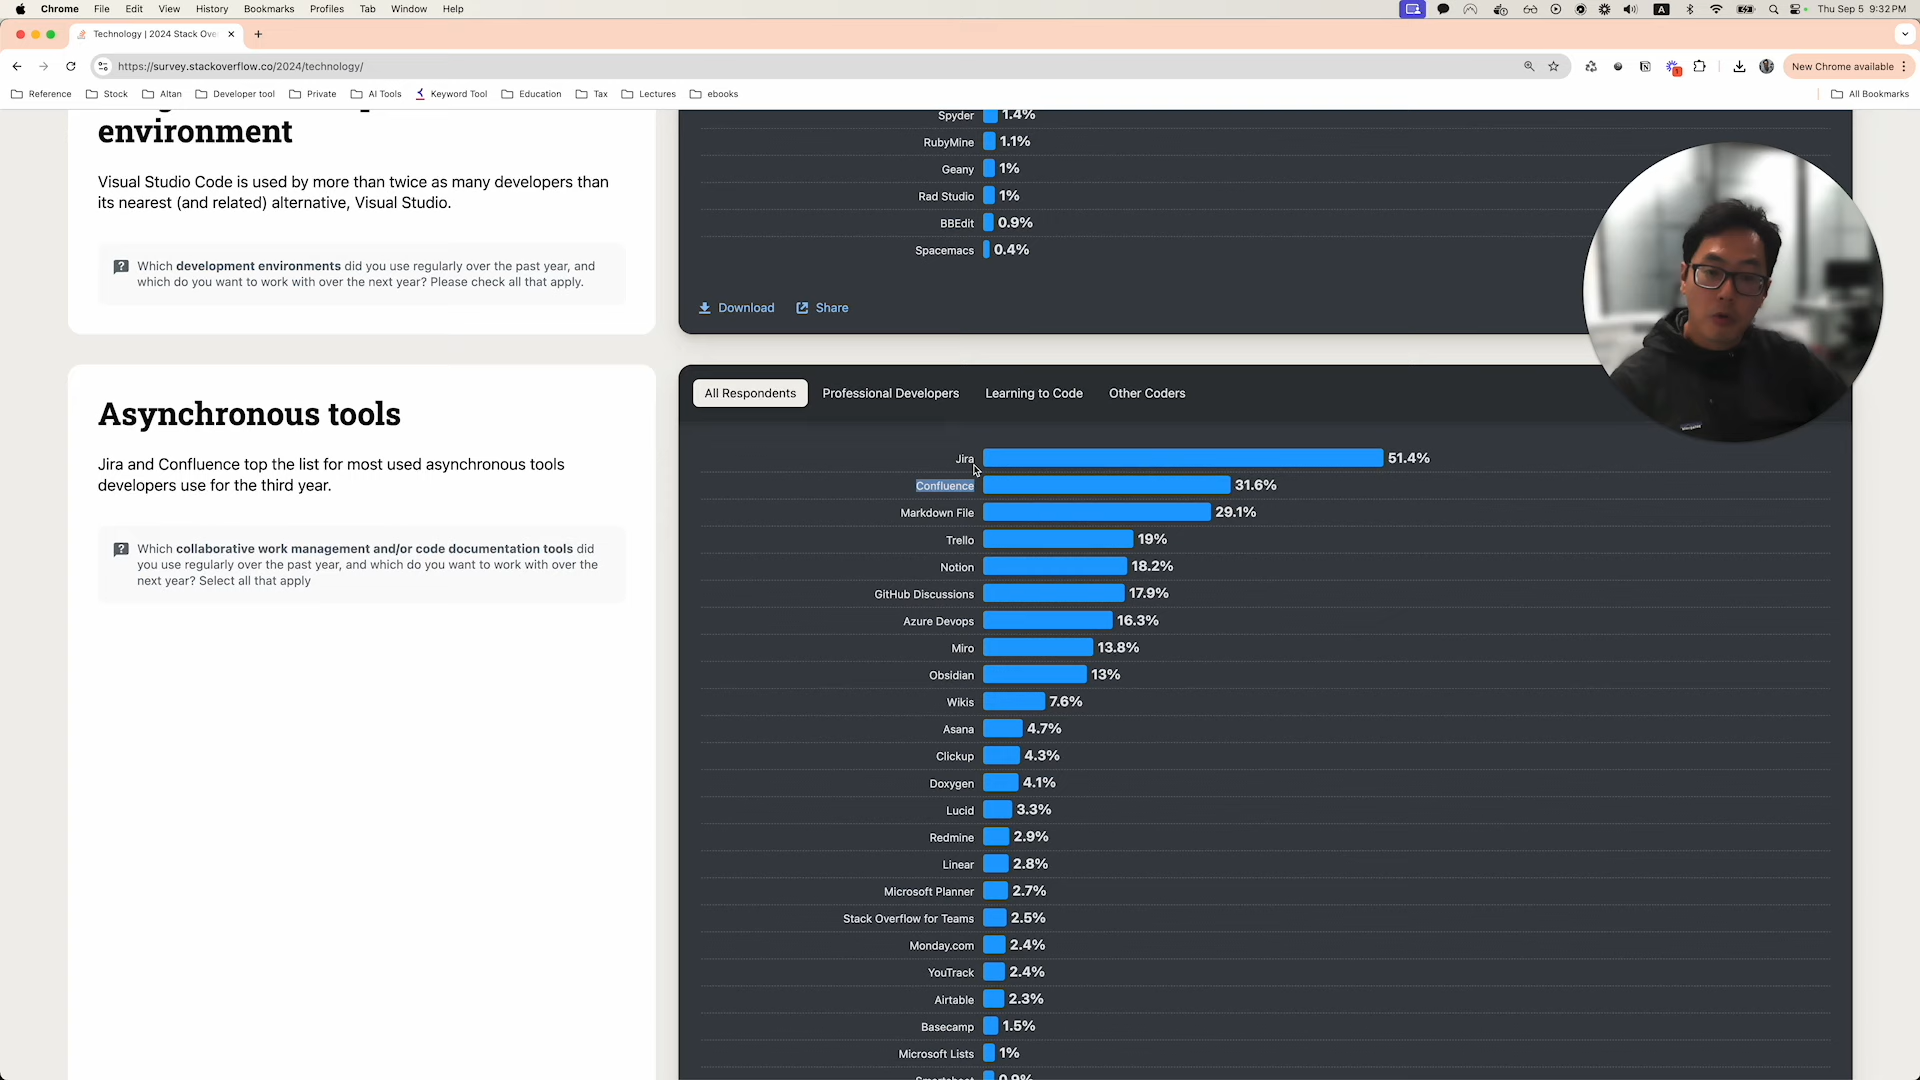 Chrome File Edit View History Bookmarks Profiles Tab Window Help
A
Thu Sep 5 9:32 PM
Technology | 2024 Stack Ove
https://survey.stackoverflow.co/2024/technology/
1
New Chrome available
Reference Stock Altan Developer tool Private AI Tools Keyword Tool Education Tax Lectures ebooks
All Bookmarks
environment
Visual Studio Code is used by more than twice as many developers than
its nearest (and related) alternative, Visual Studio.
Which development environments did you use regularly over the past year, and
which do you want to work with over the next year? Please check all that apply.
Spyder 1.4%
RubyMine 1.1%
Geany 1%
Rad Studio 1%
BBEdit 0.9%
Spacemacs 0.4%
Download Share
Asynchronous tools
Jira and Confluence top the list for most used asynchronous tools
developers use for the third year.
Which collaborative work management and/or code documentation tools did
you use regularly over the past year, and which do you want to work with over the
next year? Select all that apply
All Respondents Professional Developers Learning to Code Other Coders
Jira 51.4%
Confluence 31.6%
Markdown File 29.1%
Trello 19%
Notion 18.2%
GitHub Discussions 17.9%
Azure Devops 16.3%
Miro 13.8%
Obsidian 13%
Wikis 7.6%
Asana 4.7%
Clickup 4.3%
Doxygen 4.1%
Lucid 3.3%
Redmine 2.9%
Linear 2.8%
Microsoft Planner 2.7%
Stack Overflow for Teams 2.5%
Monday.com 2.4%
YouTrack 2.4%
Airtable 2.3%
Basecamp 1.5%
Microsoft Lists 1%